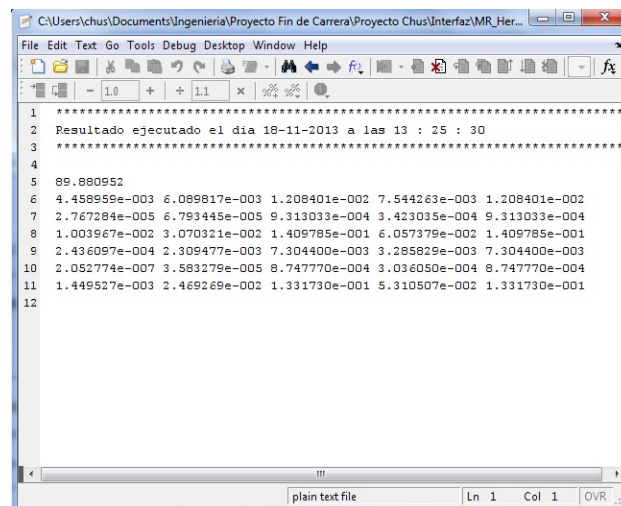 C:\Users\chus\Documents\Ingenieria\Proyecto Fin de Carrera\Proyecto Chus\Interfaz\MR_Her...
File Edit Text Go Tools Debug Desktop Window Help
fx
- 1.0 + ÷ 1.1 ×
1 ******************************************************************************
2 Resultado ejecutado el dia 18-11-2013 a las 13 : 25 : 30
3 ******************************************************************************
4
5 89.880952
6 4.458959e-003 6.089817e-003 1.208401e-002 7.544263e-003 1.208401e-002
7 2.767284e-005 6.793445e-005 9.313033e-004 3.423035e-004 9.313033e-004
8 1.003967e-002 3.070321e-002 1.409785e-001 6.057379e-002 1.409785e-001
9 2.436097e-004 2.309477e-003 7.304400e-003 3.285829e-003 7.304400e-003
10 2.052774e-007 3.583279e-005 8.747770e-004 3.036050e-004 8.747770e-004
11 1.449527e-003 2.469269e-002 1.331730e-001 5.310507e-002 1.331730e-001
12
plain text file Ln 1 Col 1 OVR